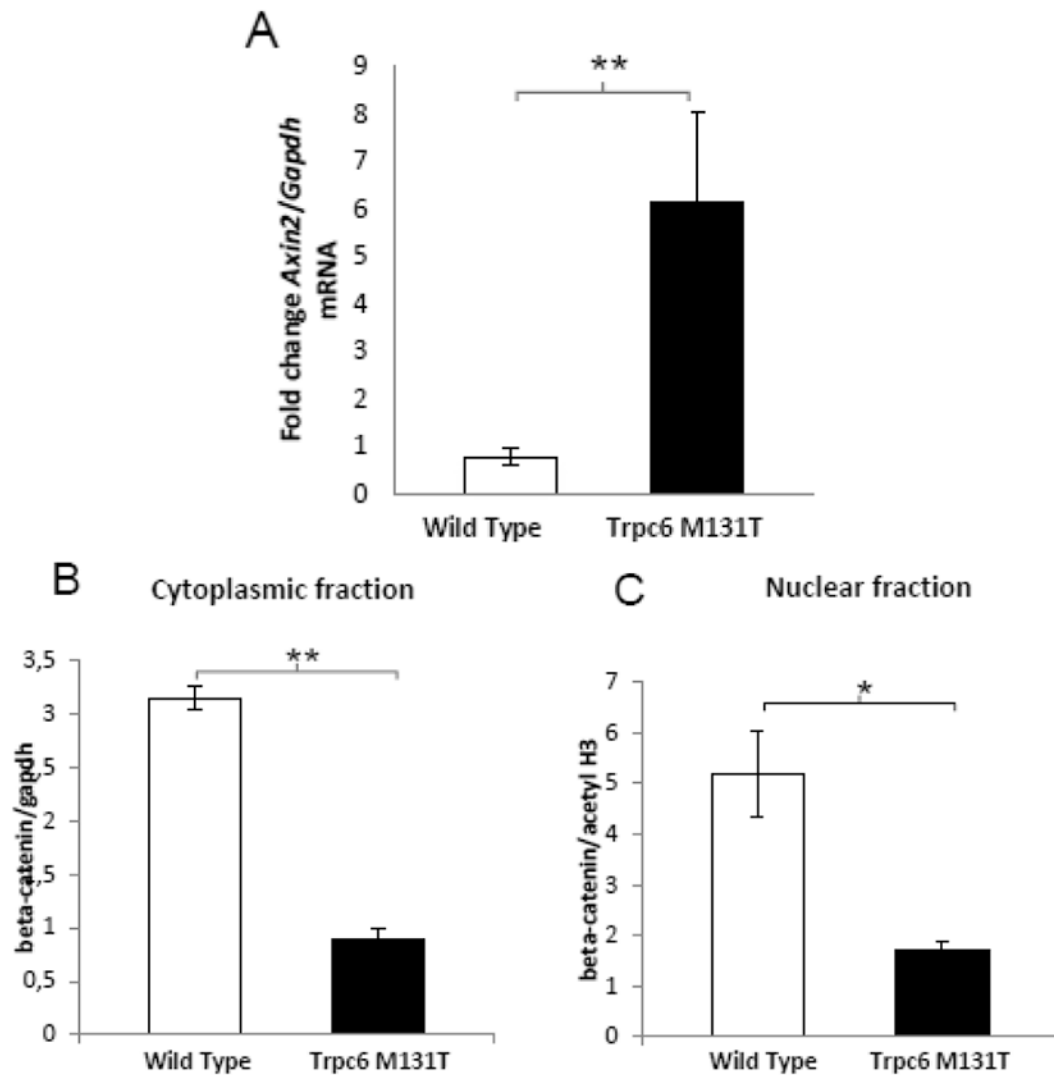 A
**
9
8
7
6
5
4
3
2
1
0
Fold change Axin2/Gapdh
mRNA
Wild Type Trpc6 M131T
B
Cytoplasmic fraction
**
3,5
3
,5
2
,5
1
0,5
0
beta-catenin/gapdh
Wild Type Trpc6 M131T
C
Nuclear fraction
*
7
6
5
4
3
2
1
0
beta-catenin/acetyl H3
Wild Type Trpc6 M131T